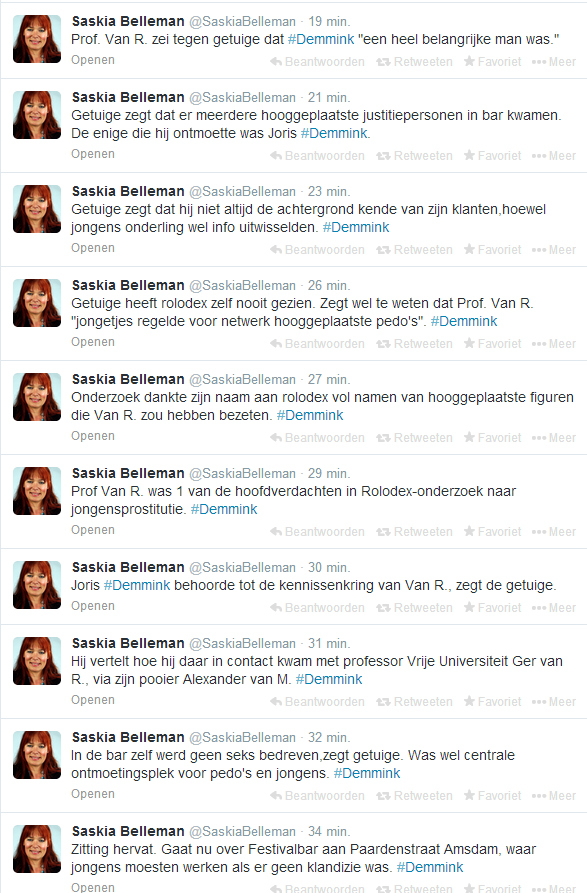 Saskia Belleman @SaskiaBelleman · 19 min.
Prof. Van R. zei tegen getuige dat #Demmink "een heel belangrijke man was."
Openen Beantwoorden Retweeten Favoriet Meer
Saskia Belleman @SaskiaBelleman · 21 min.
Getuige zegt dat er meerdere hooggeplaatste justitiepersonen in bar kwamen.
De enige die hij ontmoette was Joris #Demmink.
Openen Beantwoorden Retweeten Favoriet Meer
Saskia Belleman @SaskiaBelleman · 23 min.
Getuige zegt dat hij niet altijd de achtergrond kende van zijn klanten,hoewel
jongens onderling wel info uitwisselden. #Demmink
Openen Beantwoorden Retweeten Favoriet Meer
Saskia Belleman @SaskiaBelleman · 26 min.
Getuige heeft rolodex zelf nooit gezien. Zegt wel te weten dat Prof. Van R.
"jongetjes regelde voor netwerk hooggeplaatste pedo's". #Demmink
Openen Beantwoorden Retweeten Favoriet Meer
Saskia Belleman @SaskiaBelleman · 27 min.
Onderzoek dankte zijn naam aan rolodex vol namen van hooggeplaatste figuren
die Van R. zou hebben bezeten. #Demmink
Openen Beantwoorden Retweeten Favoriet Meer
Saskia Belleman @SaskiaBelleman · 29 min.
Prof Van R. was 1 van de hoofdverdachten in Rolodex-onderzoek naar
jongensprostitutie. #Demmink
Openen Beantwoorden Retweeten Favoriet Meer
Saskia Belleman @SaskiaBelleman · 30 min.
Joris #Demmink behoorde tot de kennissenkring van Van R., zegt de getuige.
Openen Beantwoorden Retweeten Favoriet Meer
Saskia Belleman @SaskiaBelleman · 31 min.
Hij vertelt hoe hij daar in contact kwam met professor Vrije Universiteit Ger van
R., via zijn pooier Alexander van M. #Demmink
Openen Beantwoorden Retweeten Favoriet Meer
Saskia Belleman @SaskiaBelleman · 32 min.
In de bar zelf werd geen seks bedreven,zegt getuige. Was wel centrale
ontmoetingsplek voor pedo's en jongens. #Demmink
Openen Beantwoorden Retweeten Favoriet Meer
Saskia Belleman @SaskiaBelleman · 34 min.
Zitting hervat. Gaat nu over Festivalbar aan Paardenstraat Amsdam, waar
jongens moesten werken als er geen klandizie was. #Demmink
Openen Beantwoorden Retweeten Favoriet Meer